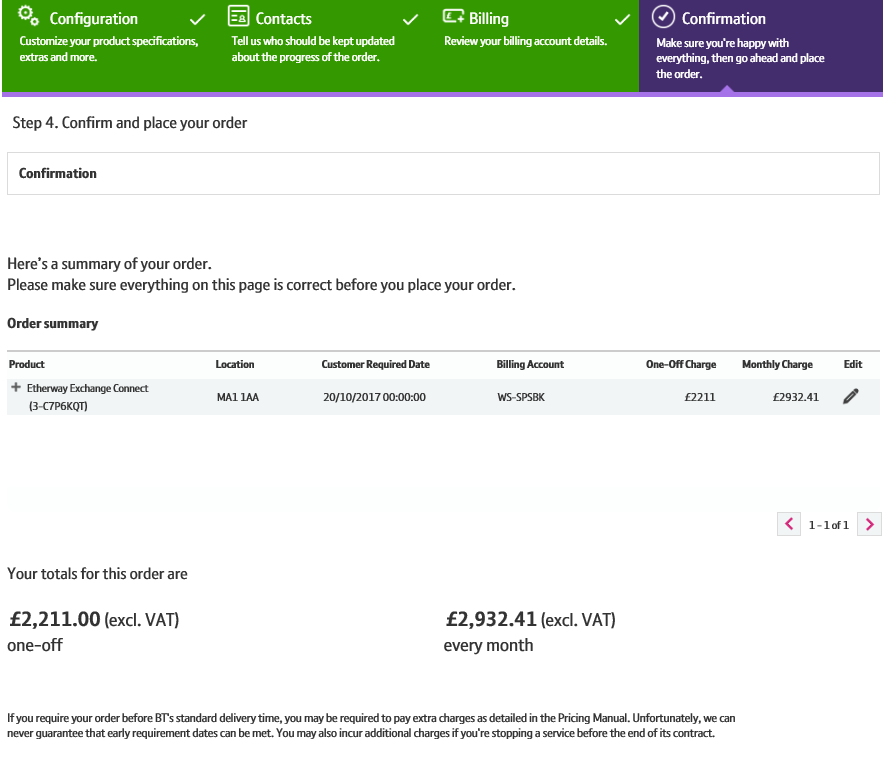 Configuration
Customize your product specifications,
extras and more.
Contacts
Tell us who should be kept updated
about the progress of the order.
Billing
Review your billing account details.
Confirmation
Make sure you're happy with
everything, then go ahead and place
the order.
Step 4. Confirm and place your order
Confirmation
Here's a summary of your order.
Please make sure everything on this page is correct before you place your order.
Order summary
Product Location Customer Required Date Billing Account One-Off Charge Monthly Charge Edit
+ Etherway Exchange Connect
(3-C7P6KQT) MA1 1AA 20/10/2017 00:00:00 WS-SPSBK £2211 £2932.41
1 - 1 of 1
Your totals for this order are
£2,211.00 (excl. VAT)
one-off
£2,932.41 (excl. VAT)
every month
If you require your order before BT's standard delivery time, you may be required to pay extra charges as detailed in the Pricing Manual. Unfortunately, we can
never guarantee that early requirement dates can be met. You may also incur additional charges if you're stopping a service before the end of its contract.